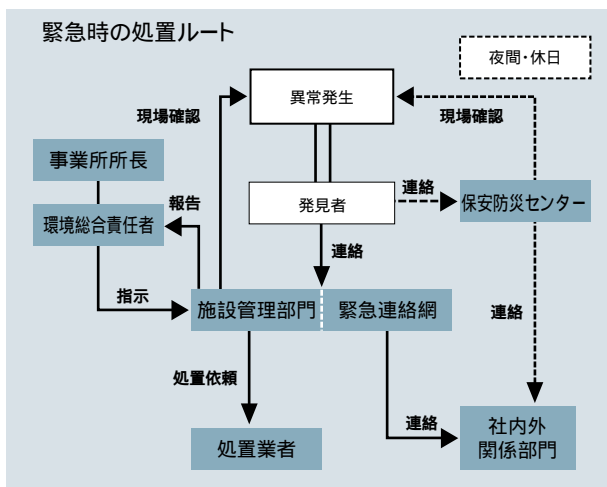 緊急時の処置ルート
夜間・休日
異常発生
現場確認
現場確認
事業所所長
発見者
連絡
保安防災センター
報告
環境総合責任者
連絡
指示
施設管理部門
緊急連絡網
連絡
処置依頼
連絡
処置業者
社内外
関係部門